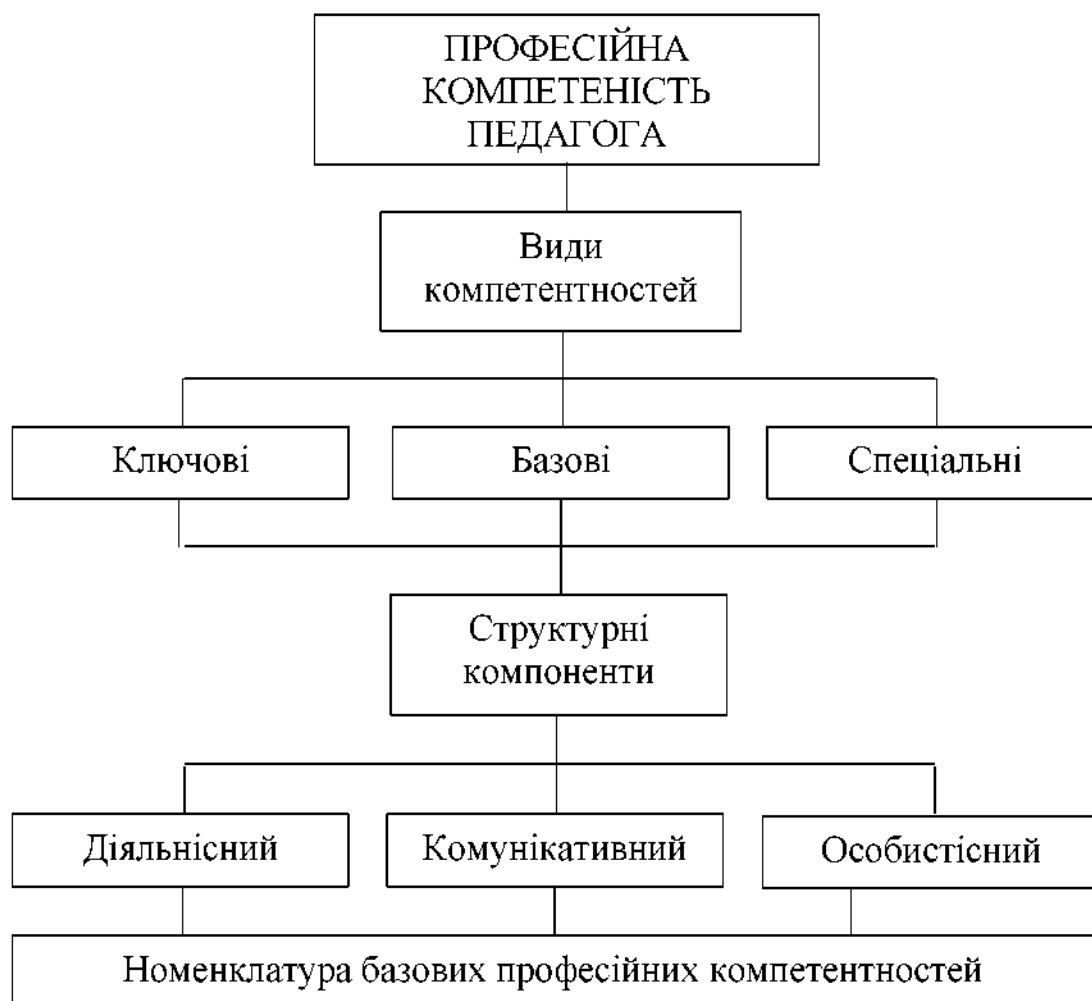 ПРОФЕСІЙНА
КОМПЕТЕНІСТЬ
ПЕДАГОГА
Види
компетентностей
Ключові
Базові
Спеціальні
Структурні
компоненти
Діяльнісний
Комунікативний
Особистісний
Номенклатура базових професійних компетентностей